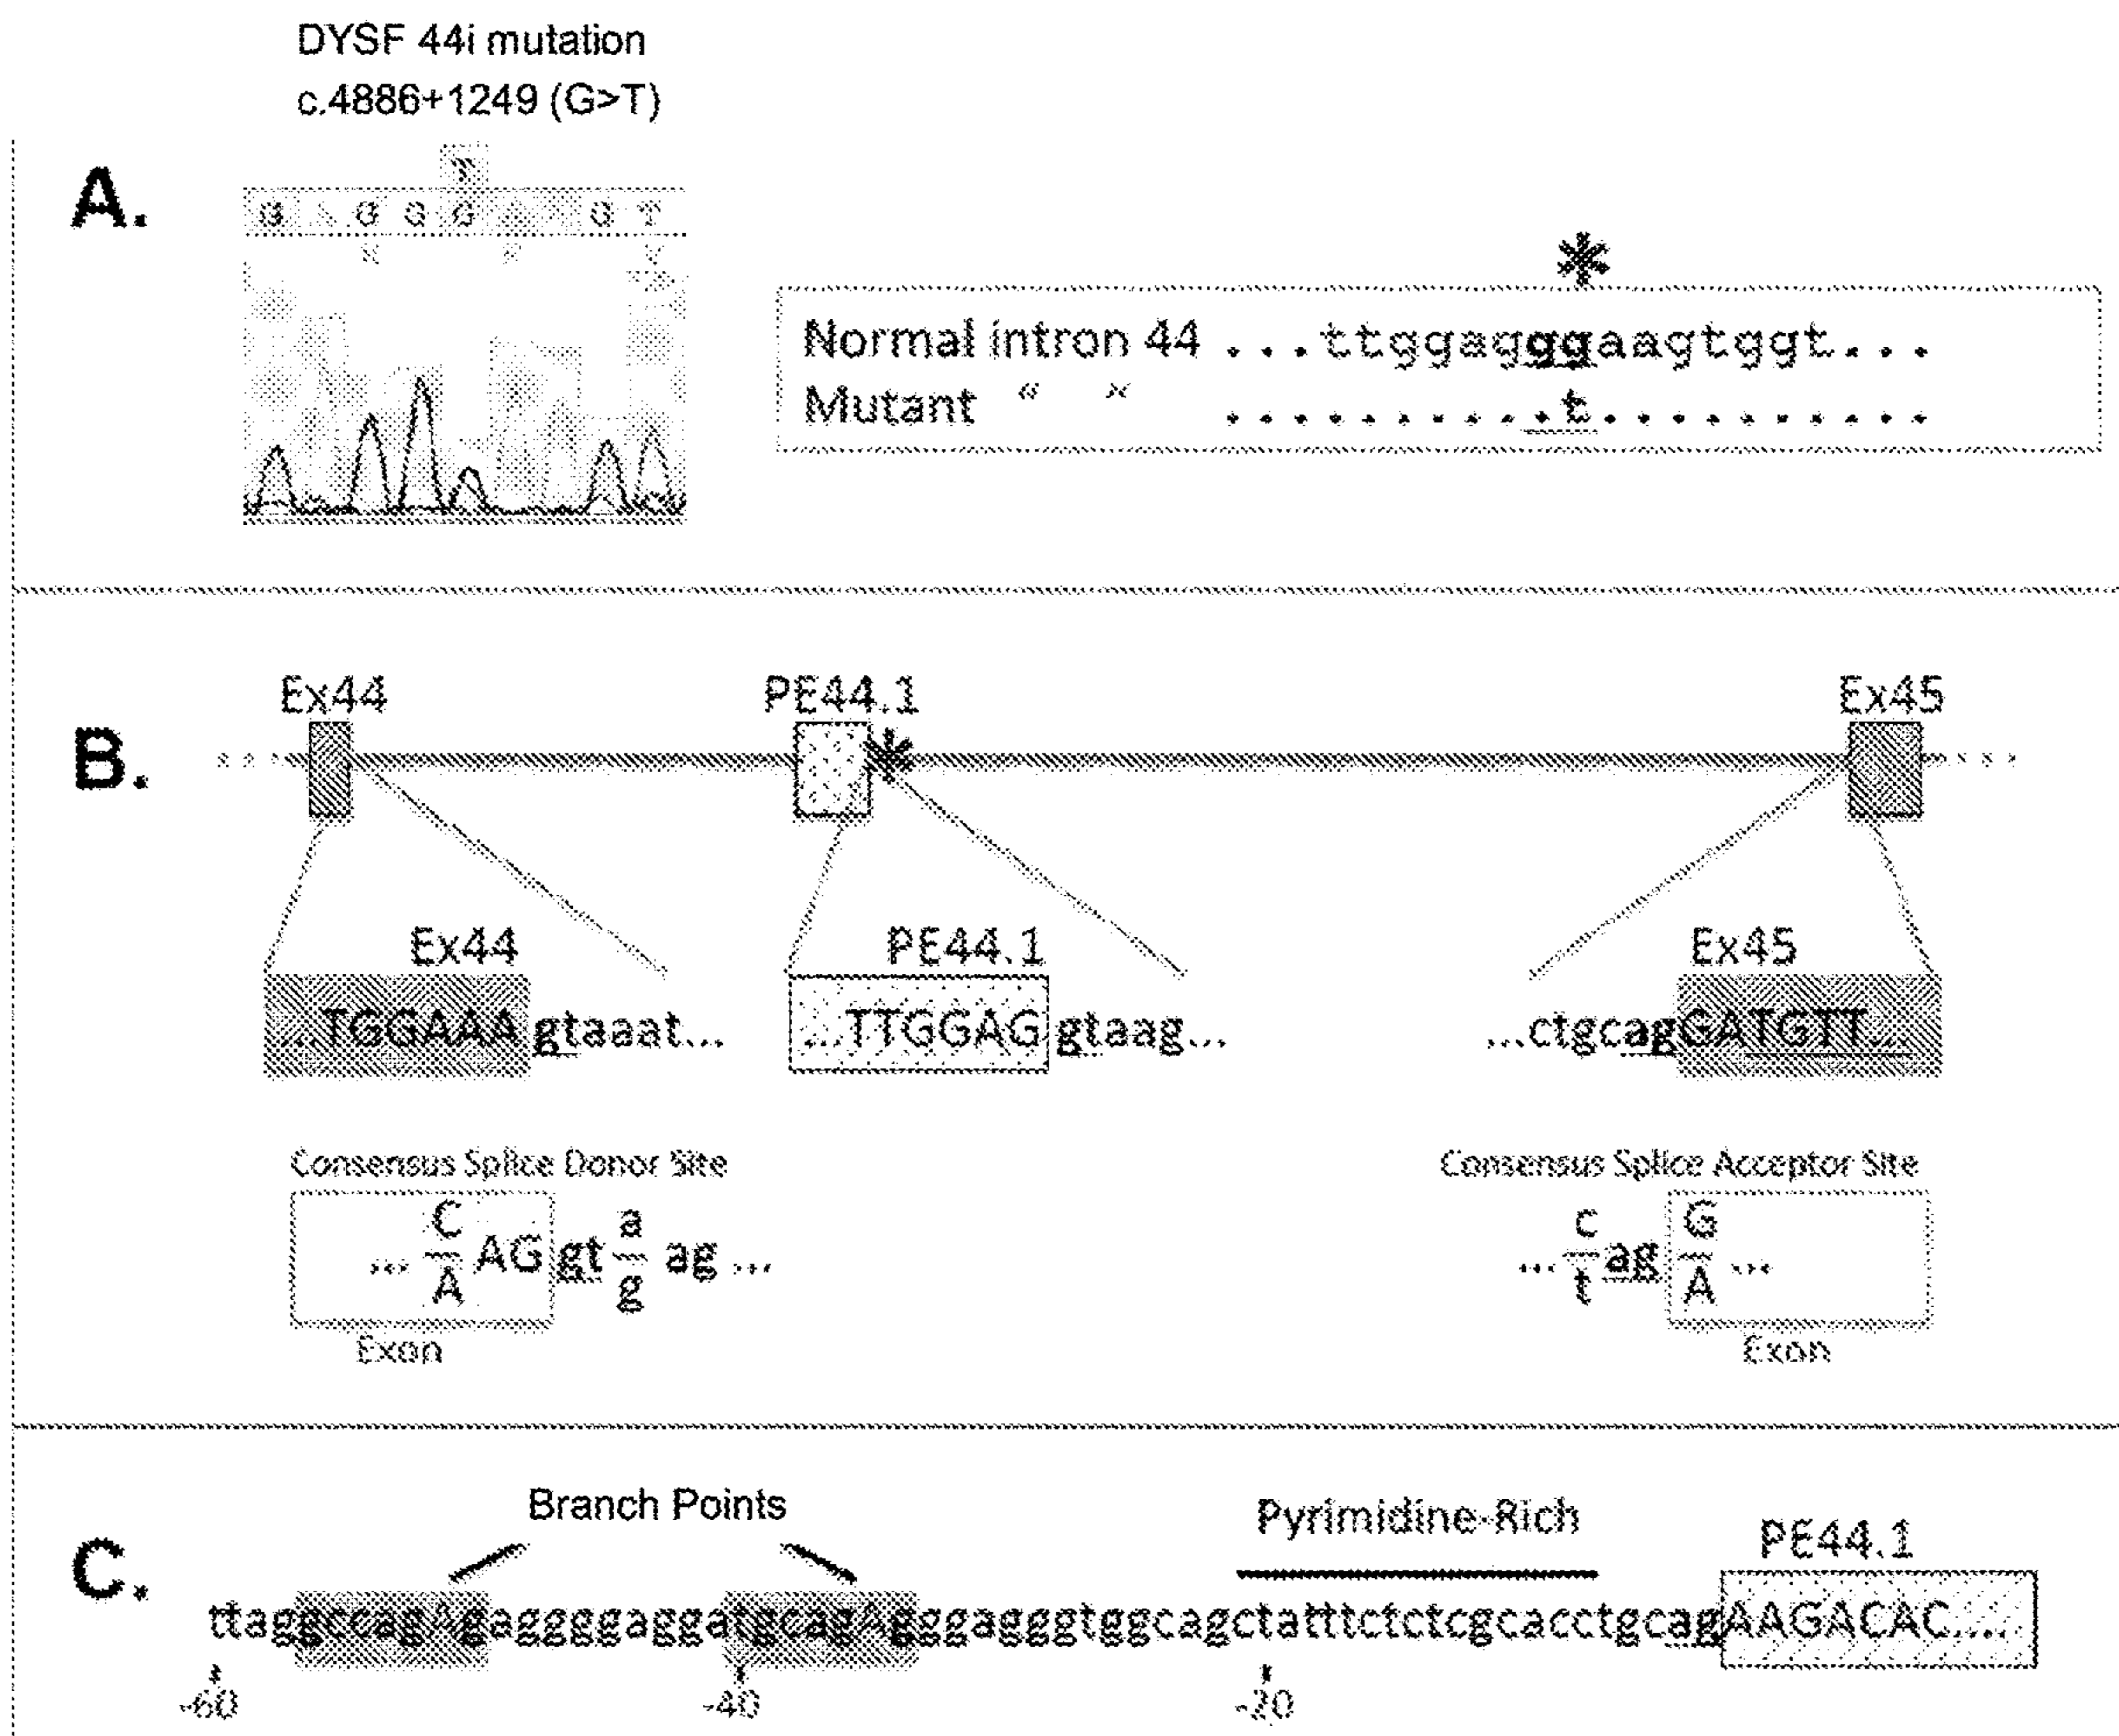 DYSF 44i mutation
c.4886+1249 (G>T)
A.
T
G A G G G A A G T
*
Normal intron 44 ...ttggagggaagtggt...
Mutant “ ” ..........t..........
B.
Ex44 PE44.1 Ex45
*
Ex44 PE44.1 Ex45
...TGGAAA gtaaat... ...TTGGAG gtaag... ...ctgcagGATGTT...
Consensus Splice Donor Site Consensus Splice Acceptor Site
... C/A AG gt a/g ag ... ... c/t ag G/A ...
Exon Exon
C.
Branch Points Pyrimidine-Rich PE44.1
ttaggccagAgaggggaggatgcagAgggagggtggcagctatttctctcgcacctgcagAAGACAC....
-60 -40 -20